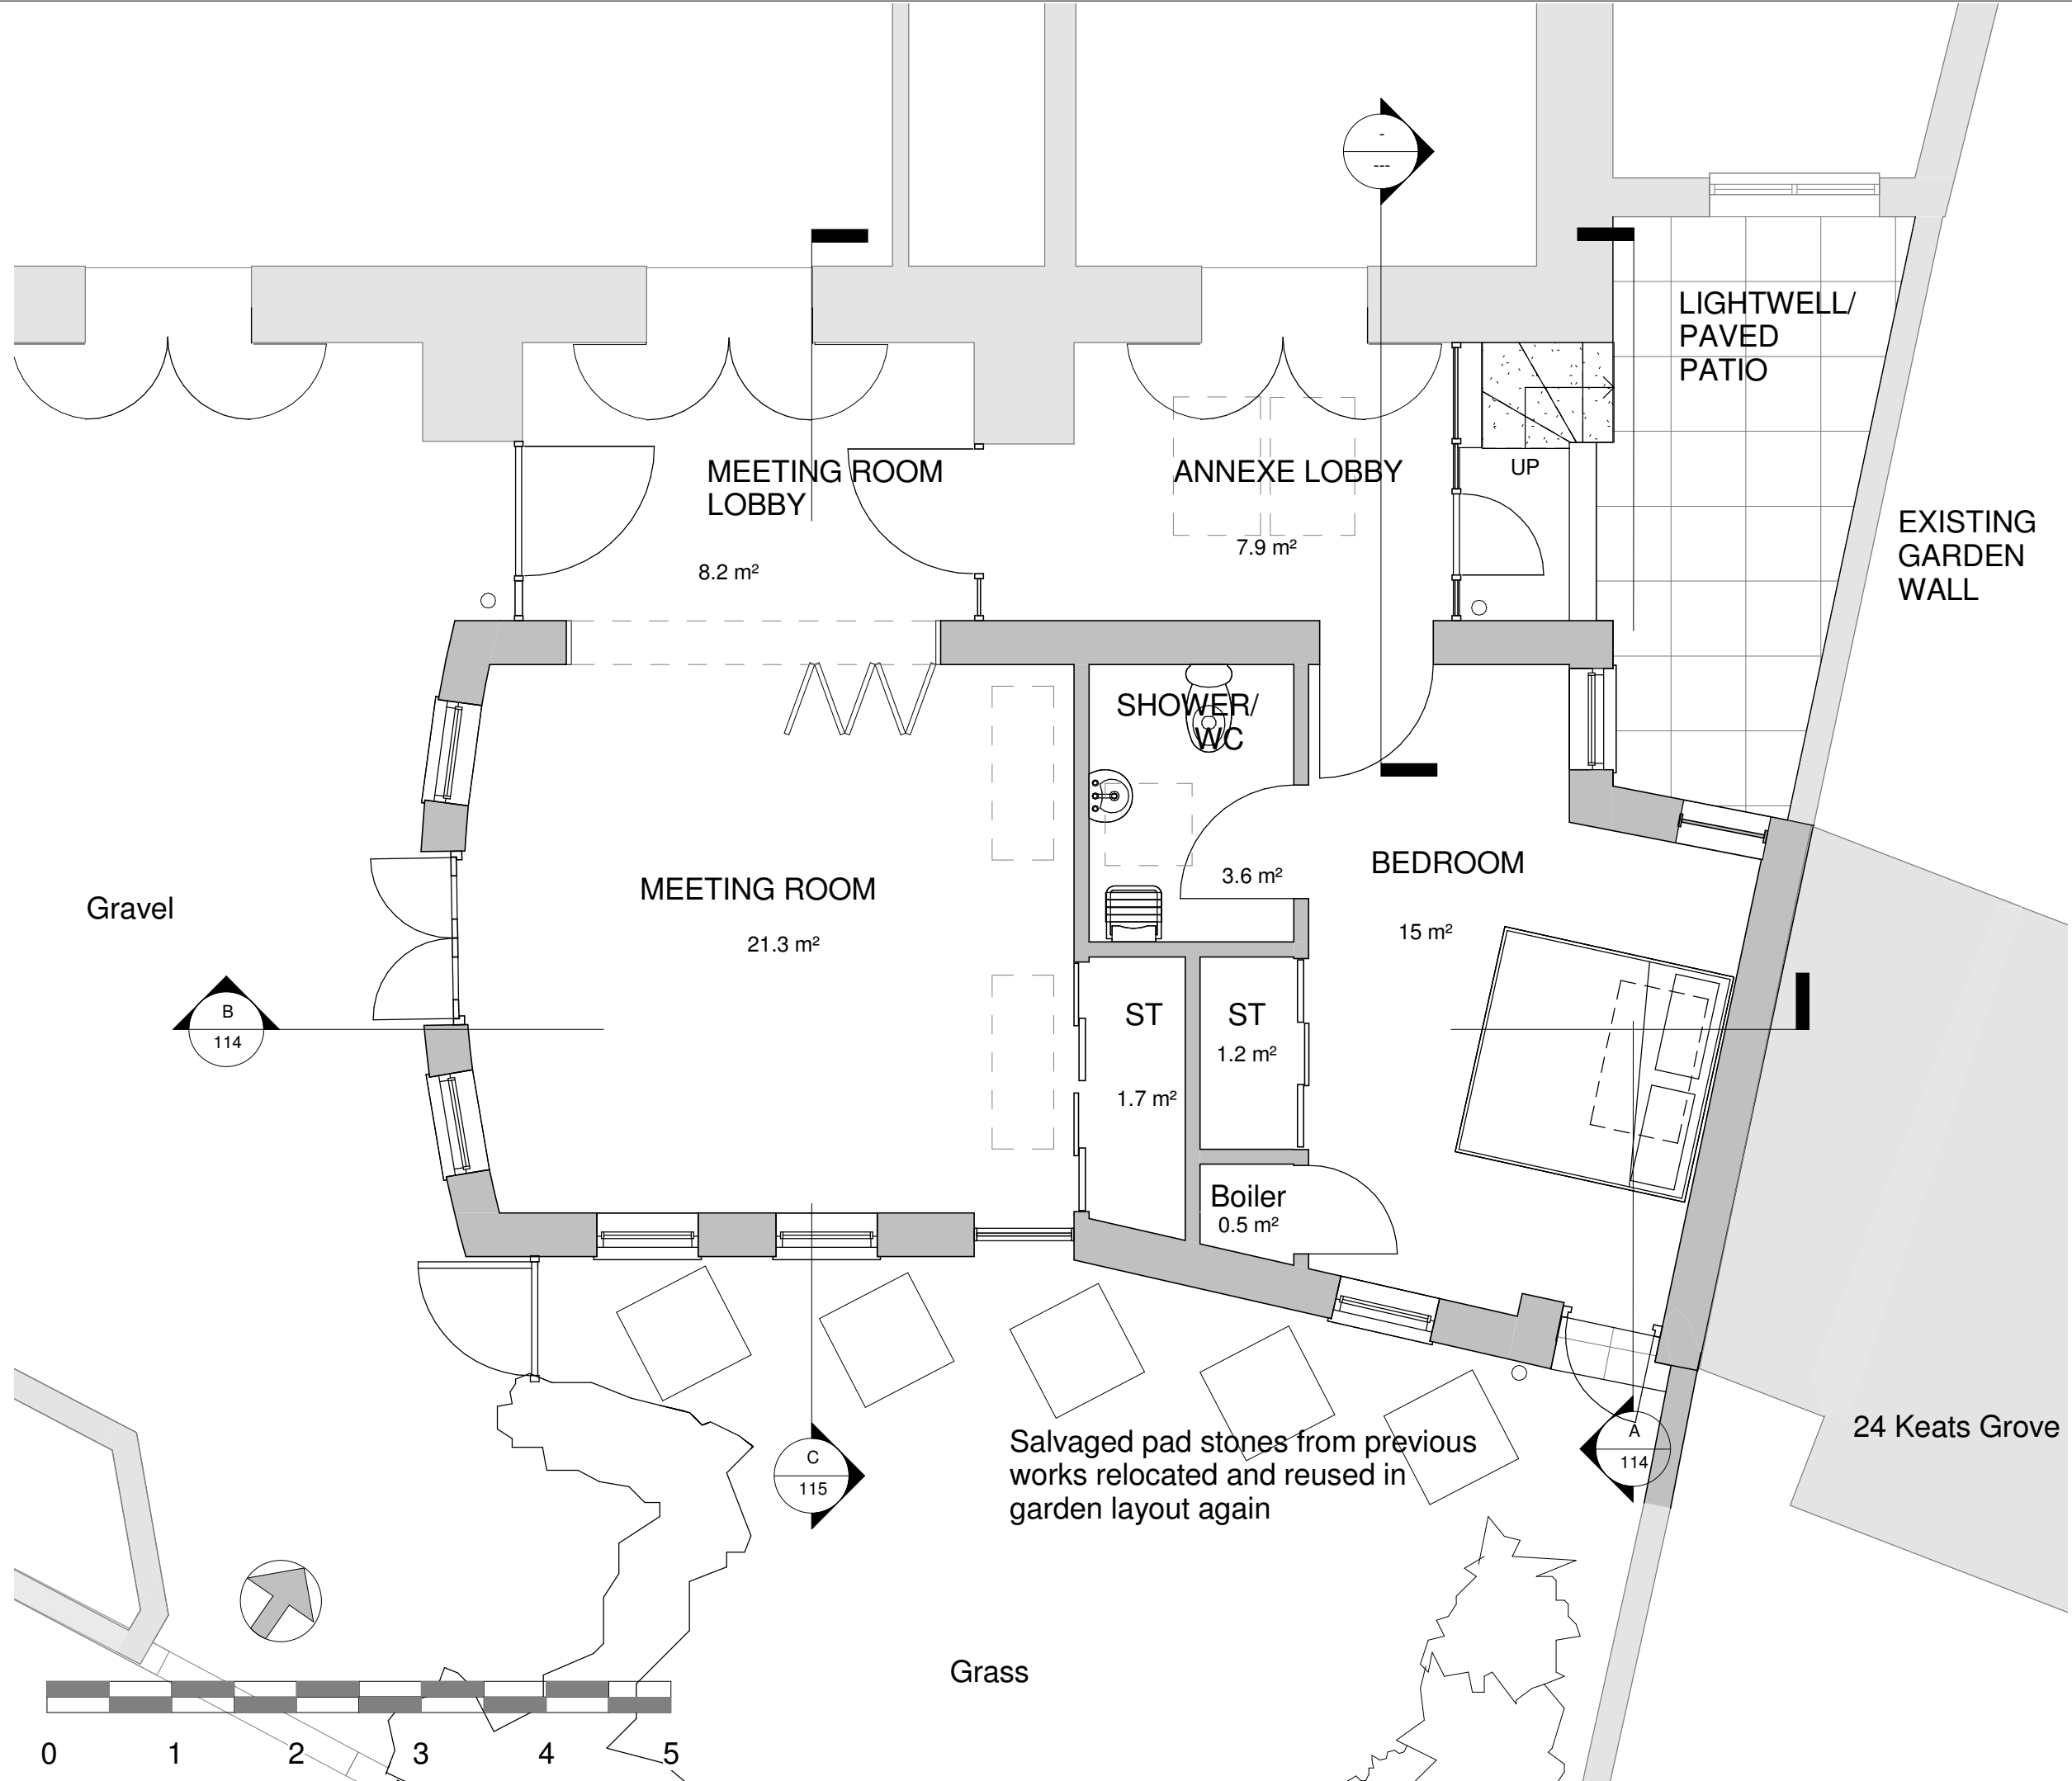 -
---
LIGHTWELL/
PAVED
PATIO
MEETING ROOM
LOBBY
8.2 m²
ANNEXE LOBBY
7.9 m²
UP
EXISTING
GARDEN
WALL
SHOWER/
WC
3.6 m²
BEDROOM
15 m²
MEETING ROOM
21.3 m²
Gravel
B
114
ST
1.7 m²
ST
1.2 m²
Boiler
0.5 m²
24 Keats Grove
A
114
C
115
Salvaged pad stones from previous
works relocated and reused in
garden layout again
Grass
0 1 2 3 4 5